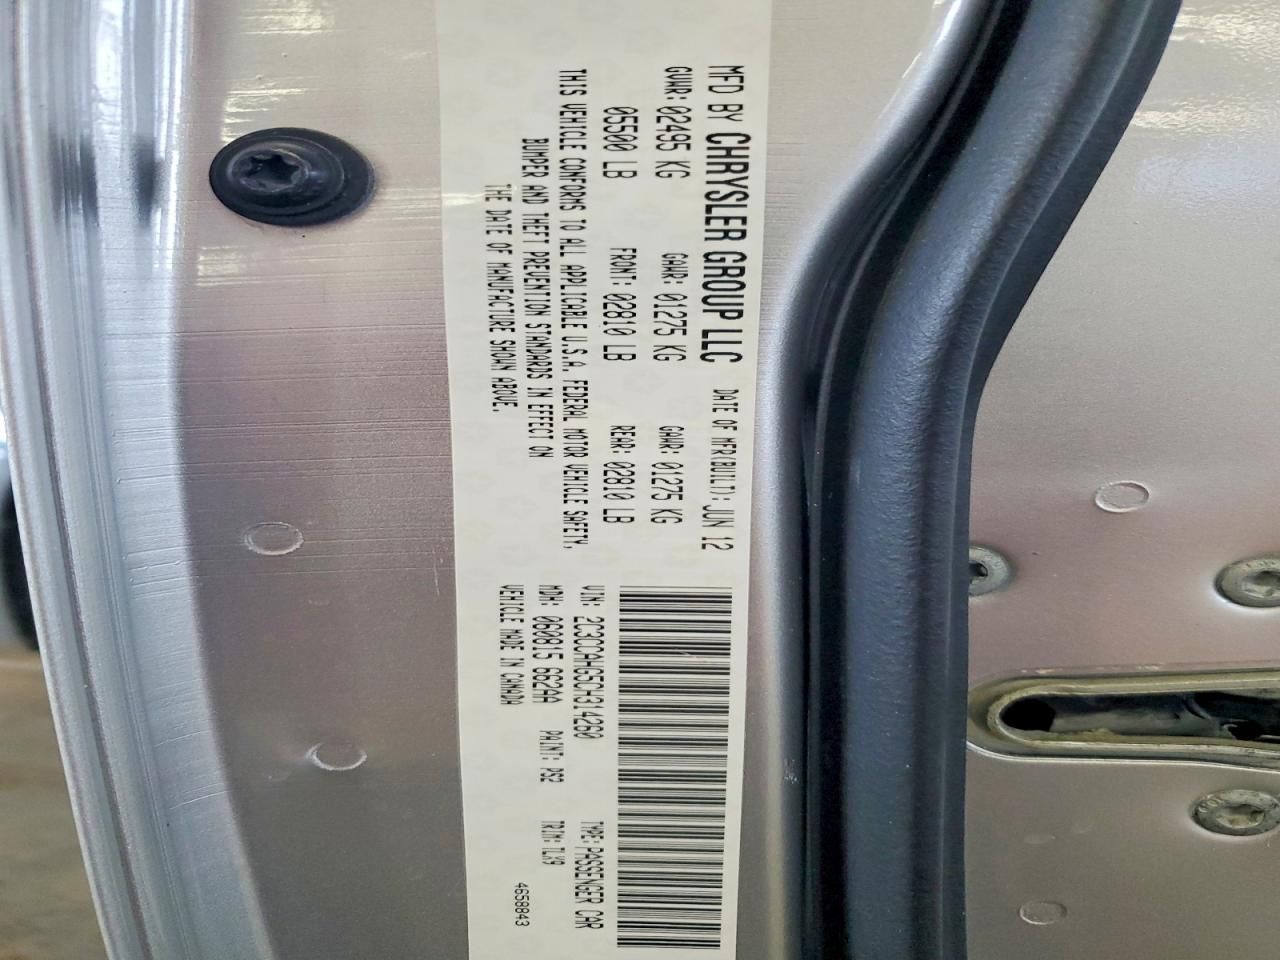 MFD BY CHRYSLER GROUP LLC DATE OF MFR(BUILT): JUN 12
GVWR: 02495 KG GAWR: 01275 KG GAWR: 01275 KG
05500 LB FRONT: 02810 LB REAR: 02810 LB
THIS VEHICLE CONFORMS TO ALL APPLICABLE U.S.A. FEDERAL MOTOR VEHICLE SAFETY,
BUMPER AND THEFT PREVENTION STANDARDS IN EFFECT ON
THE DATE OF MANUFACTURE SHOWN ABOVE.
VIN: 2C3CCAHG5CH314260 TYPE: PASSENGER CAR
MDH: 060815 662AA PAINT: PS2 TRIM: TLX9
VEHICLE MADE IN CANADA
4658843